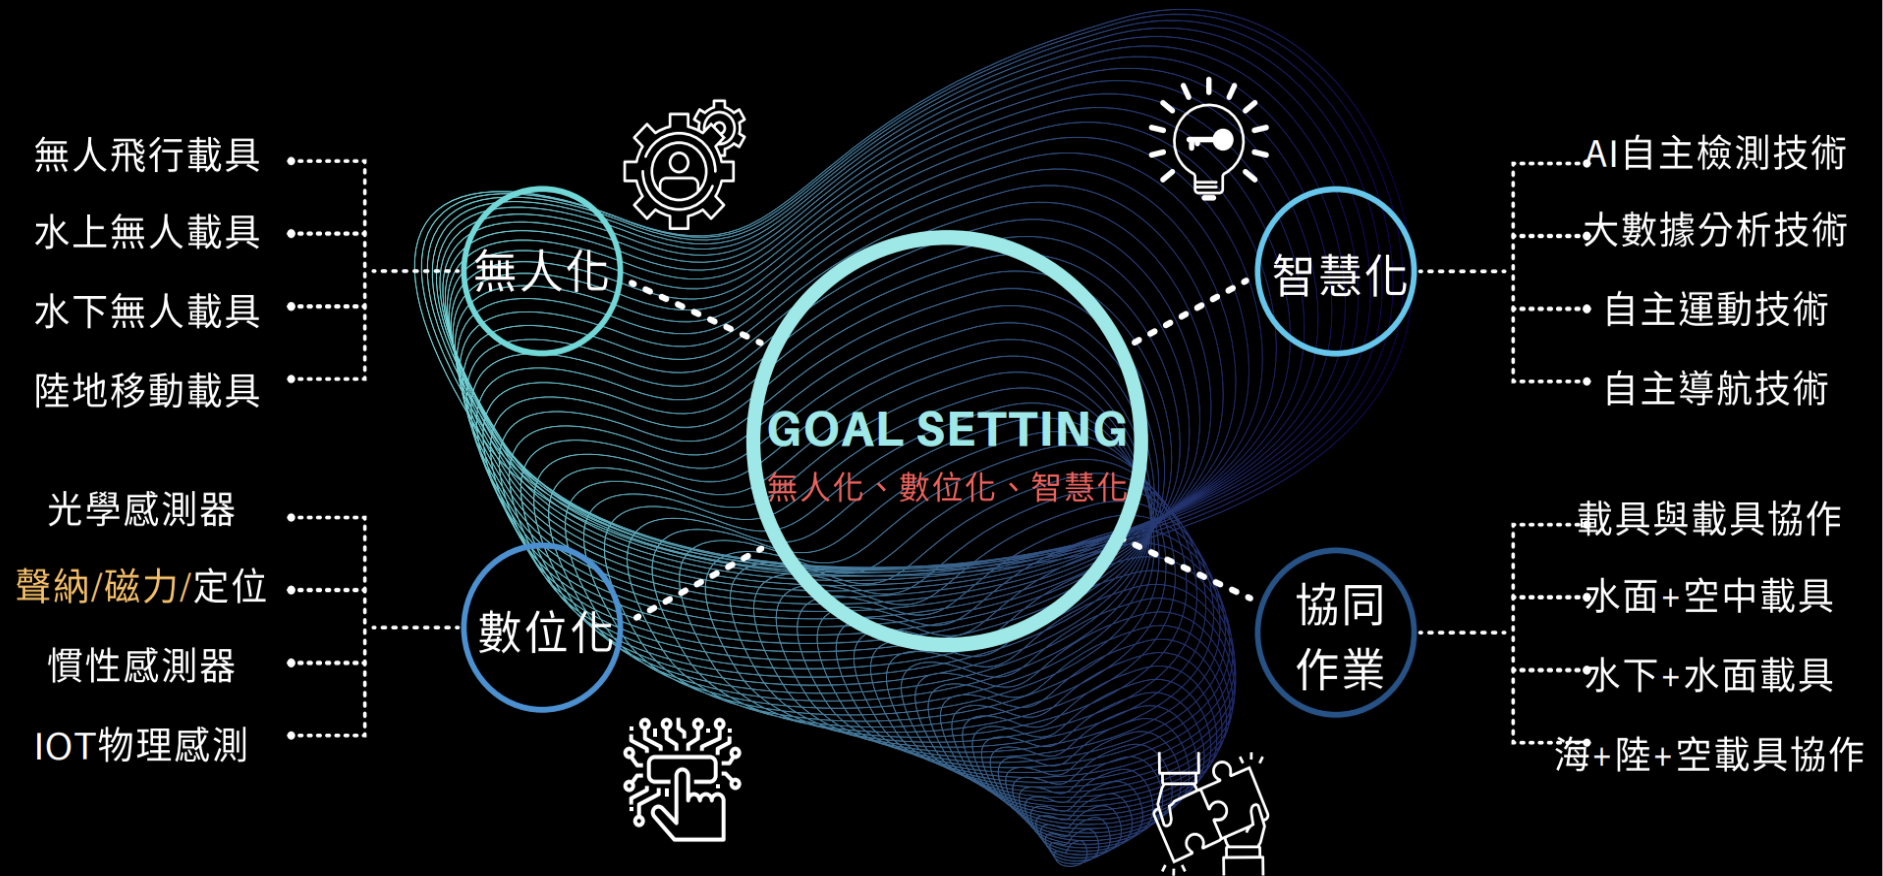 無人飛行載具
水上無人載具
水下無人載具
陸地移動載具
無人化
光學感測器
聲納/磁力/定位
慣性感測器
IOT物理感測
數位化
GOAL SETTING
無人化、數位化、智慧化
智慧化
AI自主檢測技術
大數據分析技術
自主運動技術
自主導航技術
協同
作業
載具與載具協作
水面+空中載具
水下+水面載具
海+陸+空載具協作